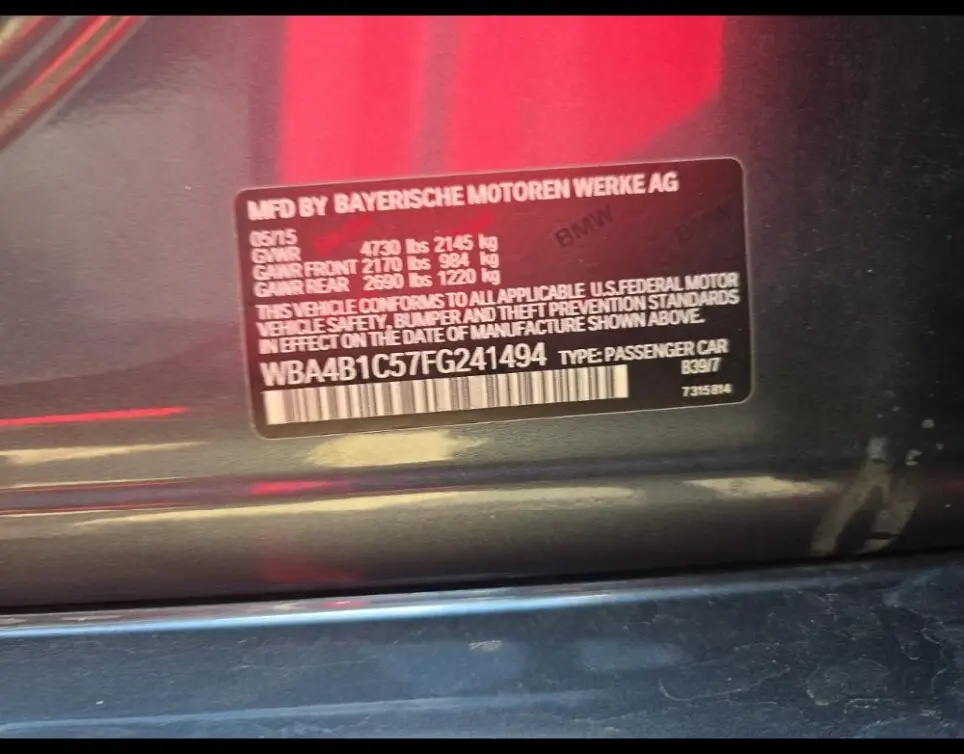 MFD BY BAYERISCHE MOTOREN WERKE AG
05/15
GVWR 4730 lbs 2145 kg
GAWR FRONT 2170 lbs 984 kg
GAWR REAR 2690 lbs 1220 kg
THIS VEHICLE CONFORMS TO ALL APPLICABLE U.S.FEDERAL MOTOR
VEHICLE SAFETY, BUMPER AND THEFT PREVENTION STANDARDS
IN EFFECT ON THE DATE OF MANUFACTURE SHOWN ABOVE.
WBA4B1C57FG241494 TYPE: PASSENGER CAR
B39/7
7315814
BMW
BMW